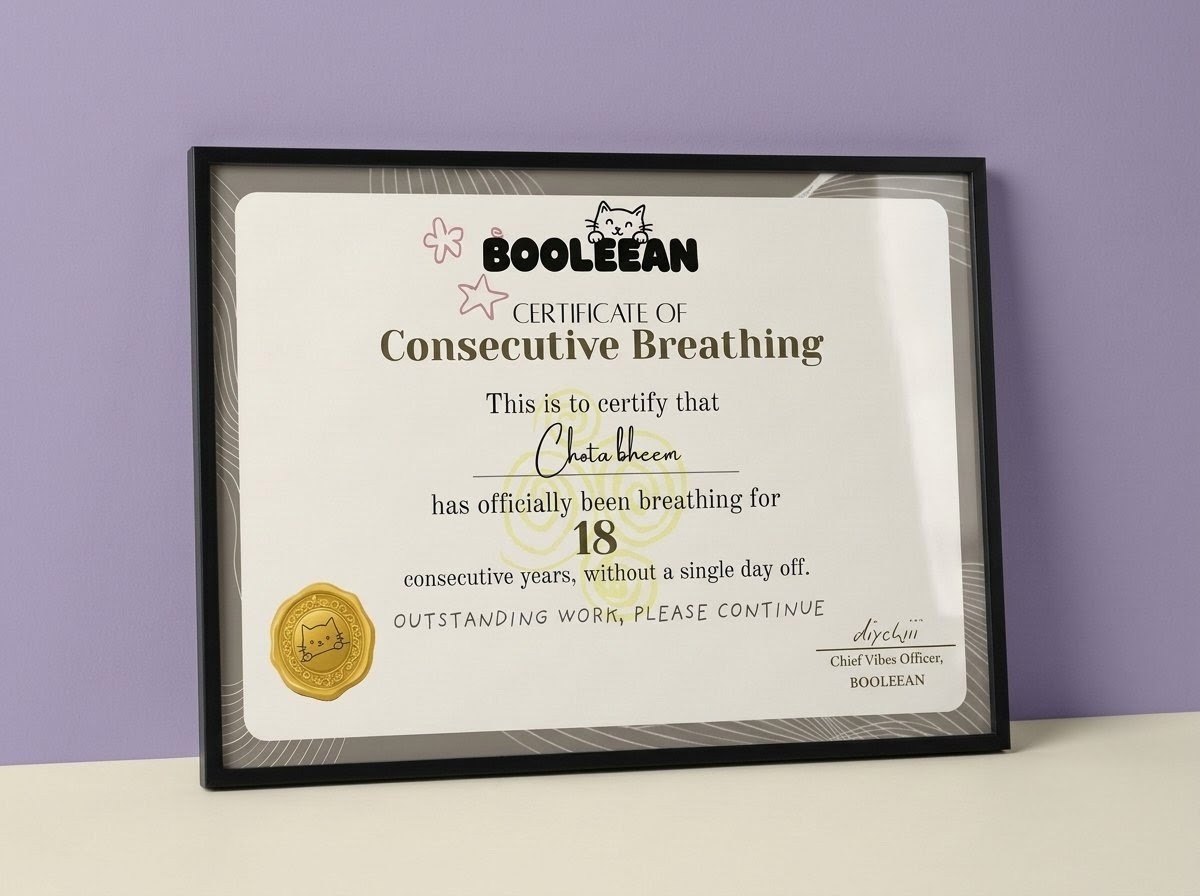 BOOLEEAN
CERTIFICATE OF
Consecutive Breathing
This is to certify that
Chota bheem
has officially been breathing for
18
consecutive years, without a single day off.
OUTSTANDING WORK, PLEASE CONTINUE
diychiii
Chief Vibes Officer,
BOOLEEAN